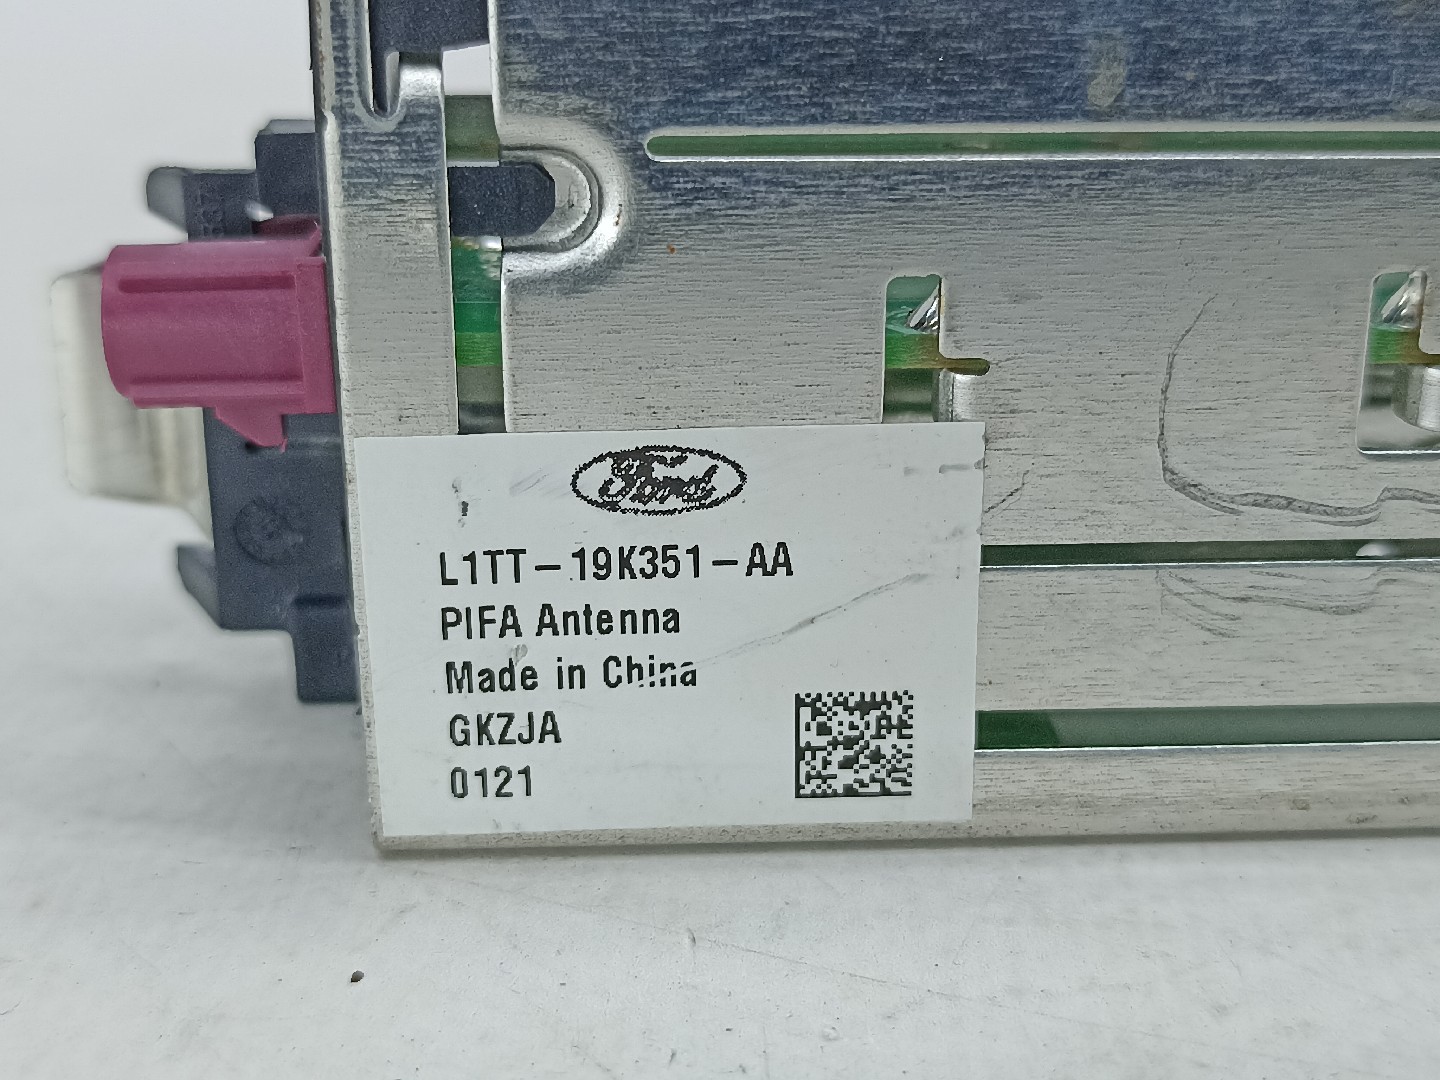 Ford
L1TT-19K351-AA
PIFA Antenna
Made in China
GKZJA
0121